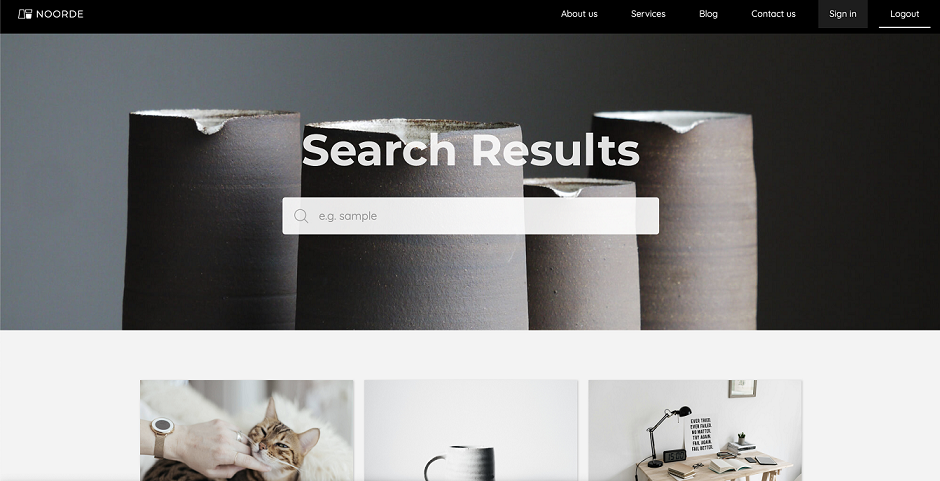 NOORDE
About us
Services
Blog
Contact us
Sign in
Logout
Search Results
e.g. sample
EVER TRIED.
EVER FAILED.
NO MATTER.
TRY AGAIN.
FAIL AGAIN.
FAIL BETTER.